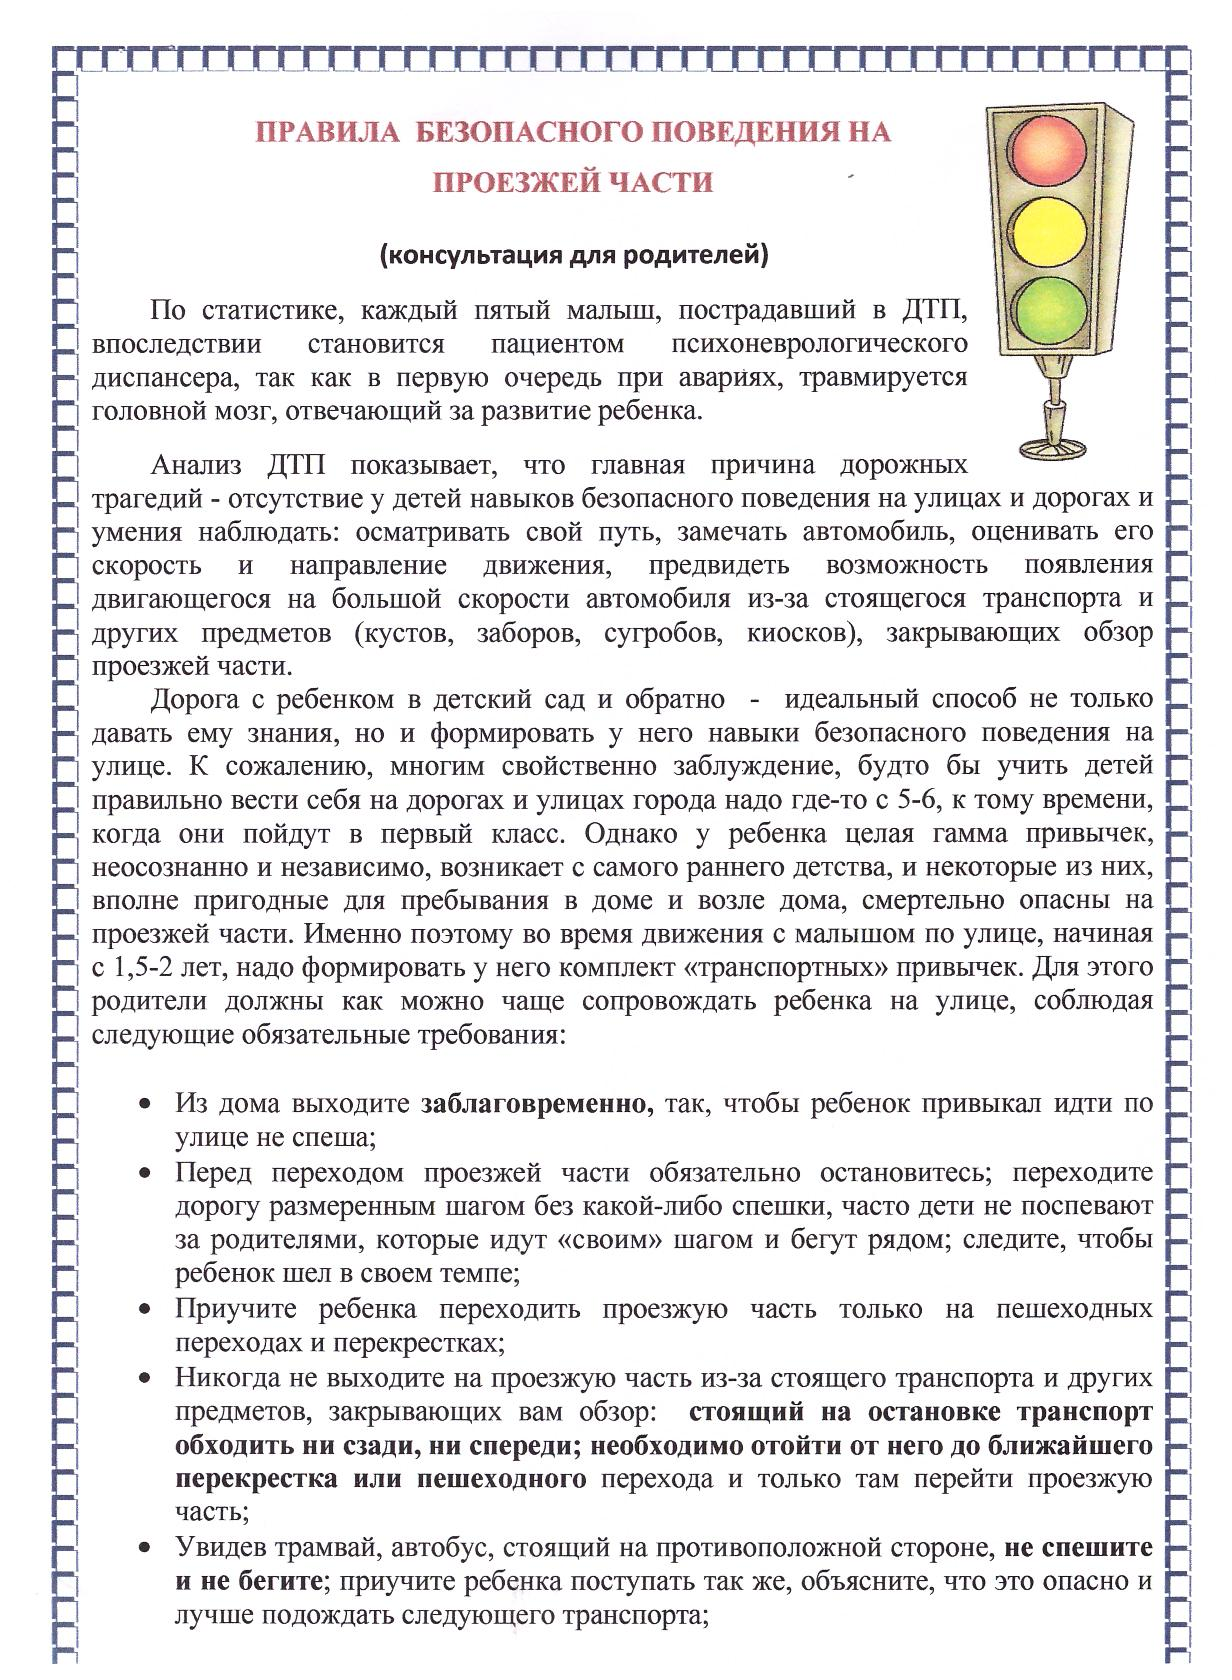 ПРАВИЛА БЕЗОПАСНОГО ПОВЕДЕНИЯ НА
ПРОЕЗЖЕЙ ЧАСТИ
(консультация для родителей)
По статистике, каждый пятый малыш, пострадавший в ДТП,
впоследствии становится пациентом психоневрологического
диспансера, так как в первую очередь при авариях, травмируется
головной мозг, отвечающий за развитие ребенка.
Анализ ДТП показывает, что главная причина дорожных
трагедий - отсутствие у детей навыков безопасного поведения на улицах и дорогах и
умения наблюдать: осматривать свой путь, замечать автомобиль, оценивать его
скорость и направление движения, предвидеть возможность появления
двигающегося на большой скорости автомобиля из-за стоящегося транспорта и
других предметов (кустов, заборов, сугробов, киосков), закрывающих обзор
проезжей части.
Дорога с ребенком в детский сад и обратно - идеальный способ не только
давать ему знания, но и формировать у него навыки безопасного поведения на
улице. К сожалению, многим свойственно заблуждение, будто бы учить детей
правильно вести себя на дорогах и улицах города надо где-то с 5-6, к тому времени,
когда они пойдут в первый класс. Однако у ребенка целая гамма привычек,
неосознанно и независимо, возникает с самого раннего детства, и некоторые из них,
вполне пригодные для пребывания в доме и возле дома, смертельно опасны на
проезжей части. Именно поэтому во время движения с малышом по улице, начиная
с 1,5-2 лет, надо формировать у него комплект «транспортных» привычек. Для этого
родители должны как можно чаще сопровождать ребенка на улице, соблюдая
следующие обязательные требования:
• Из дома выходите заблаговременно, так, чтобы ребенок привыкал идти по
улице не спеша;
• Перед переходом проезжей части обязательно остановитесь; переходите
дорогу размеренным шагом без какой-либо спешки, часто дети не поспевают
за родителями, которые идут «своим» шагом и бегут рядом; следите, чтобы
ребенок шел в своем темпе;
• Приучите ребенка переходить проезжую часть только на пешеходных
переходах и перекрестках;
• Никогда не выходите на проезжую часть из-за стоящего транспорта и других
предметов, закрывающих вам обзор: стоящий на остановке транспорт
обходить ни сзади, ни спереди; необходимо отойти от него до ближайшего
перекрестка или пешеходного перехода и только там перейти проезжую
часть;
• Увидев трамвай, автобус, стоящий на противоположной стороне, не спешите
и не бегите; приучите ребенка поступать так же, объясните, что это опасно и
лучше подождать следующего транспорта;